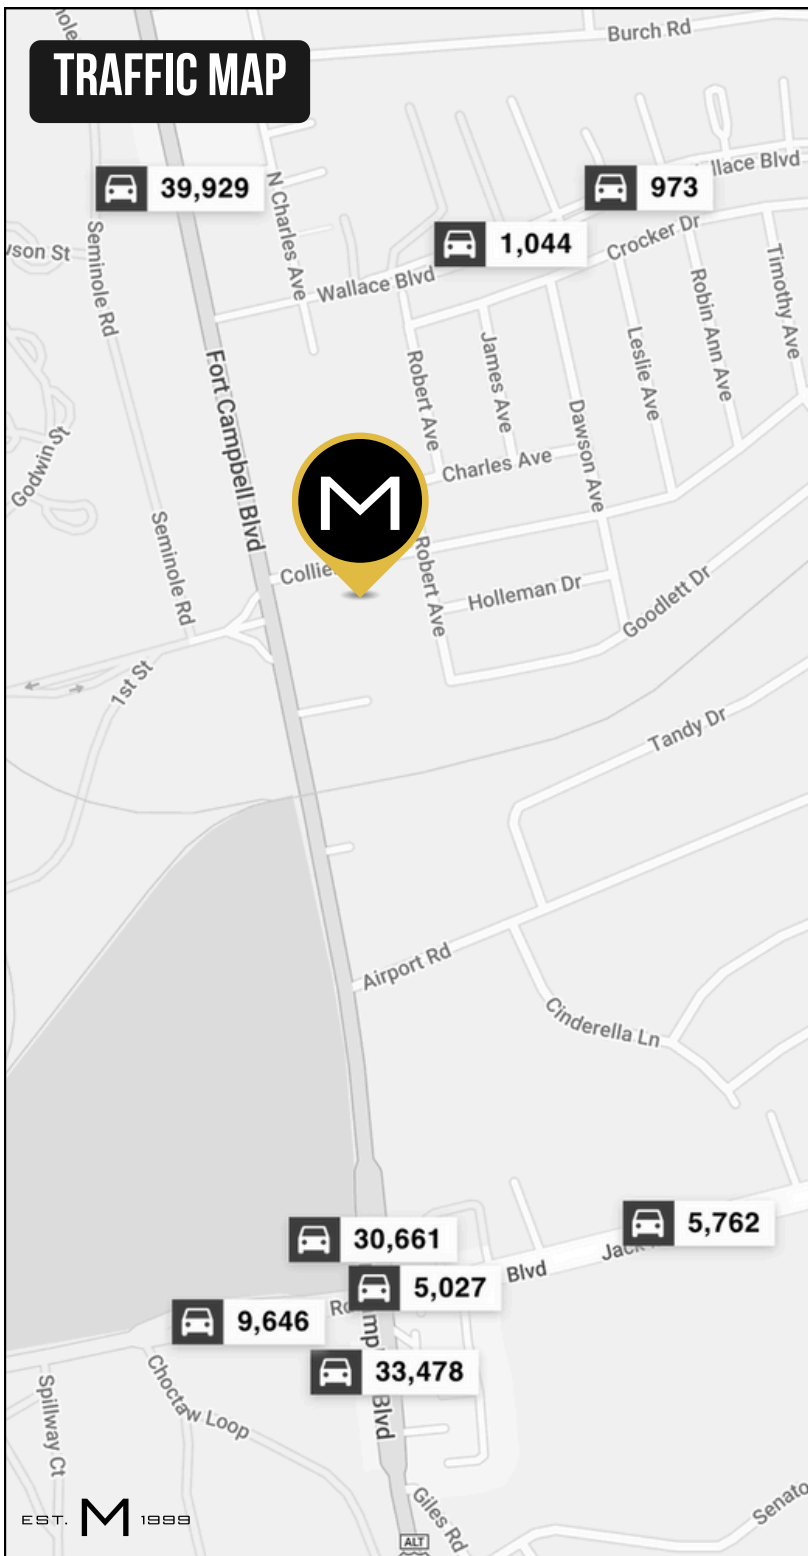 Burch Rd
TRAFFIC MAP
39,929
973
Wallace Blvd
1,044
N Charles Ave
Crocker Dr
Seminole Rd
Wallace Blvd
Timothy Ave
Robin Ann Ave
Leslie Ave
James Ave
Robert Ave
Fort Campbell Blvd
Dawson Ave
Godwin St
Charles Ave
M
Seminole Rd
Robert Ave
Holleman Dr
Goodlett Dr
1st St
Tandy Dr
Airport Rd
Cinderella Ln
5,762
30,661
Blvd
5,027
9,646
33,478
Choctaw Loop
Blvd
Spillway Ct
Giles Rd
EST. M 1999
ALT